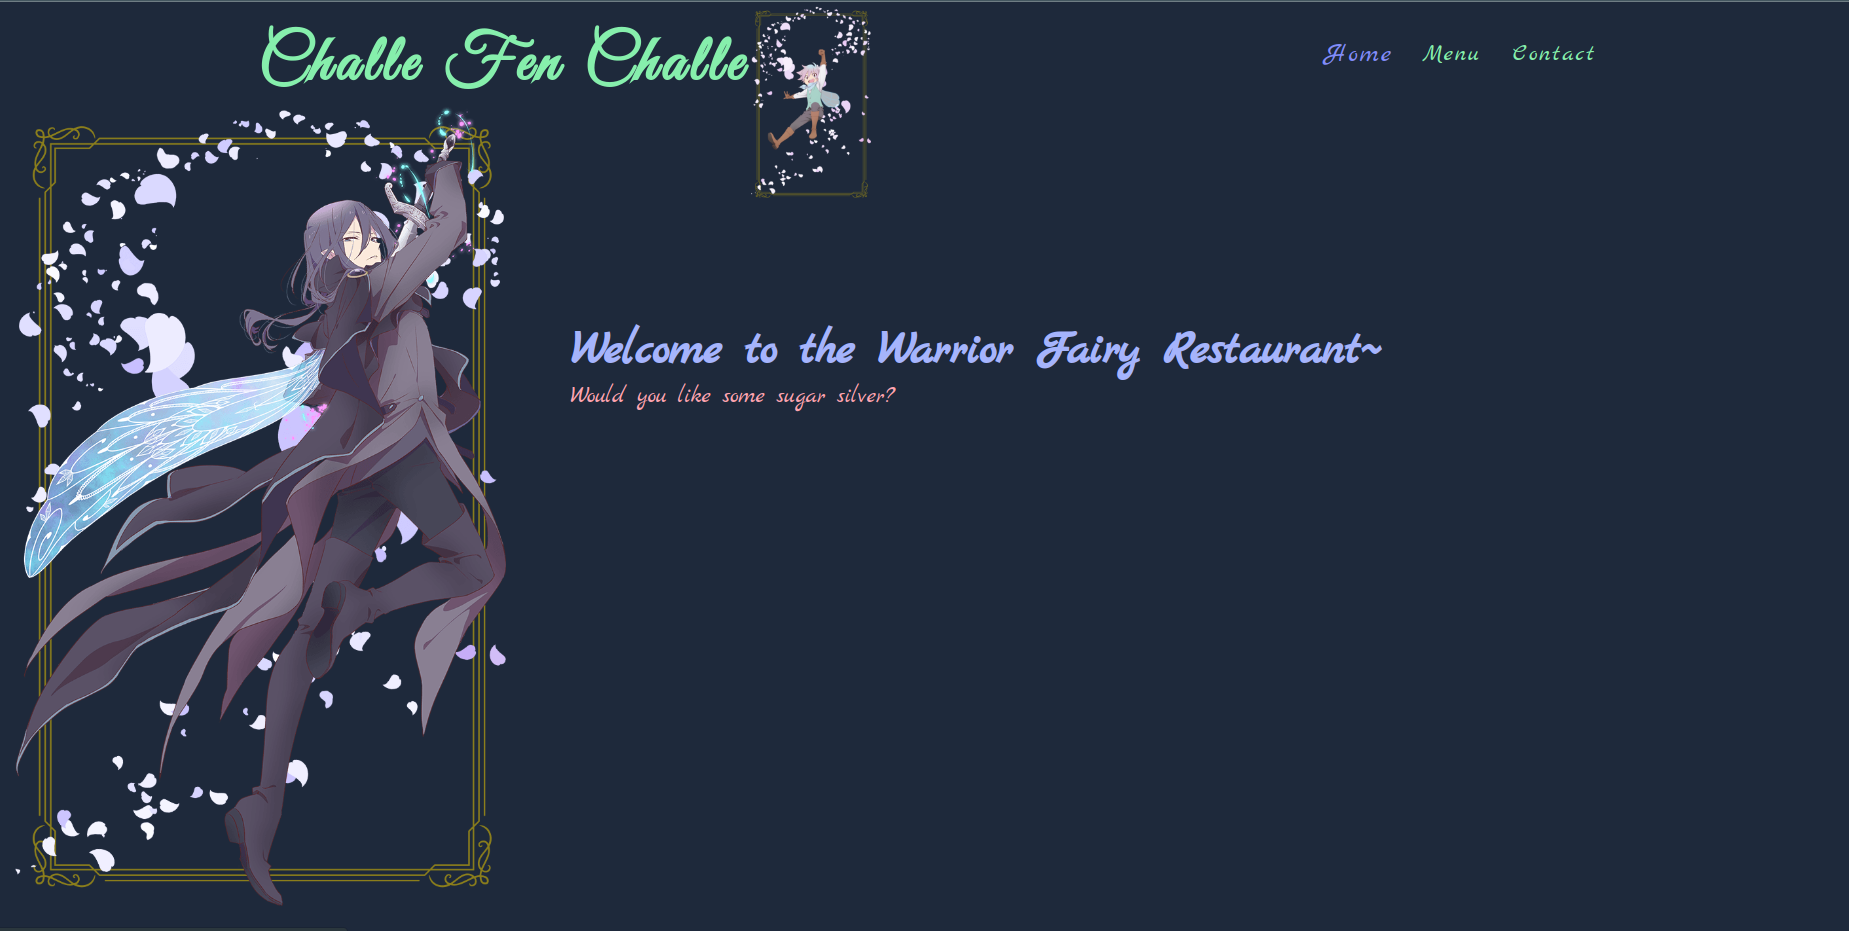 Challe Fen Challe
Home Menu Contact
Welcome to the Warrior Fairy Restaurant~
Would you like some sugar silver?